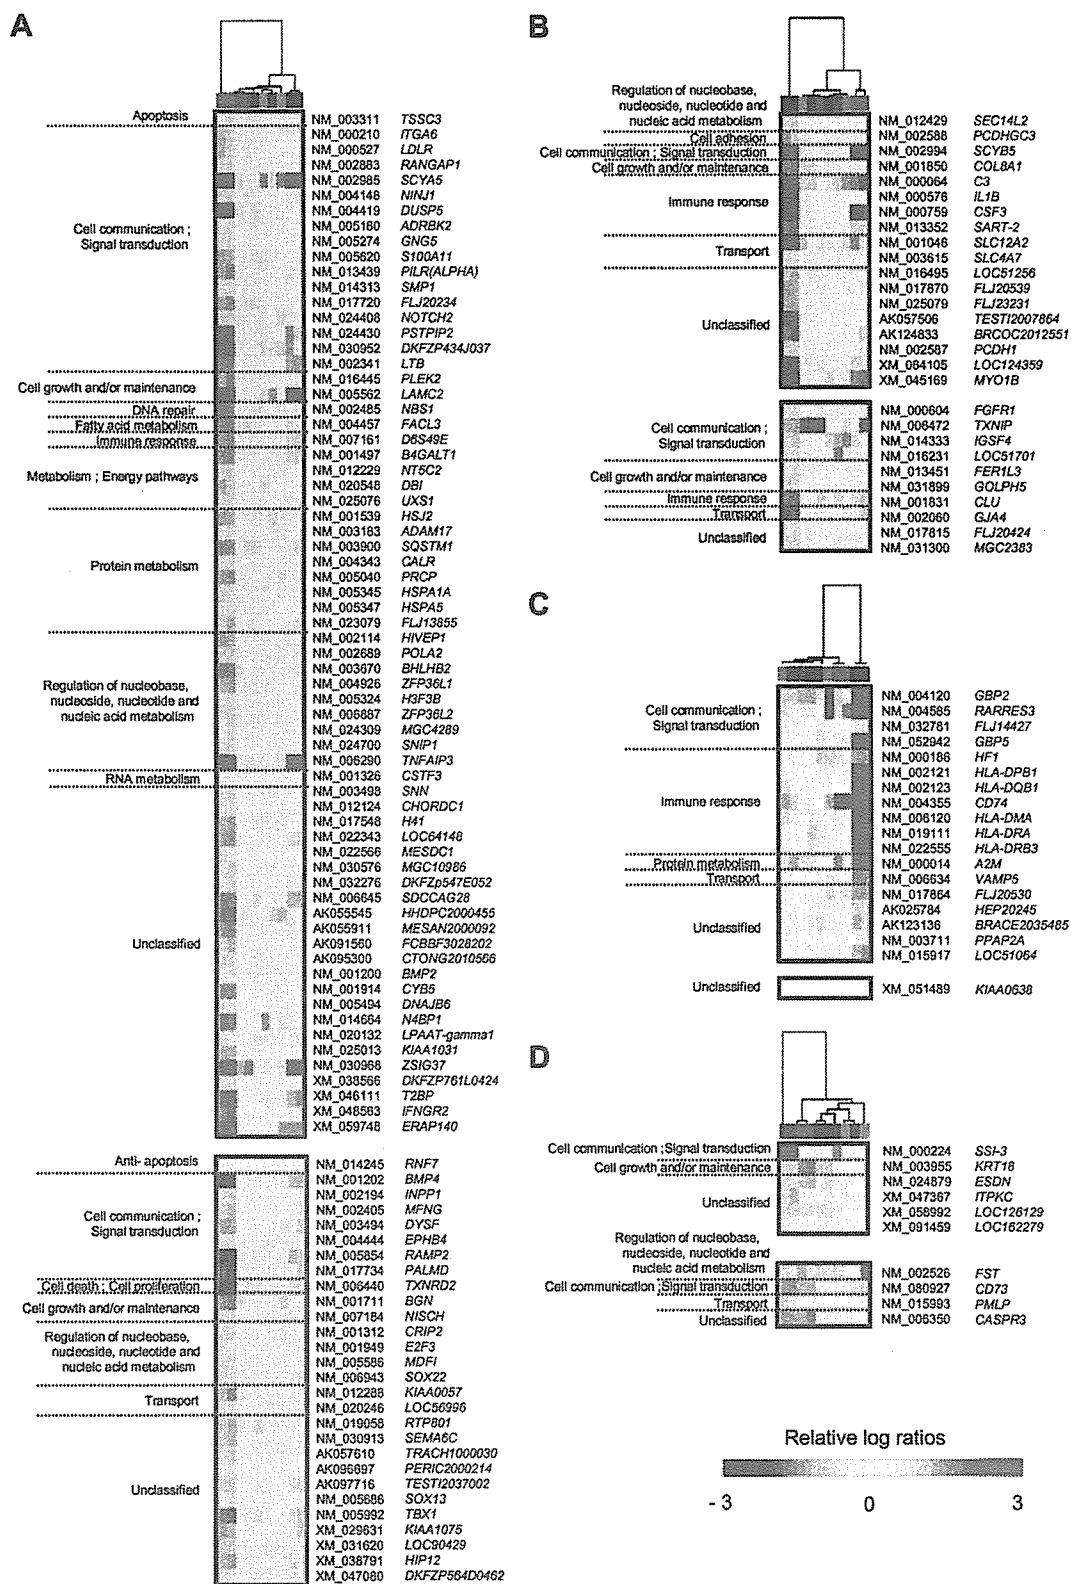 A
Apoptosis
NM_003311 TSSC3
NM_000210 ITGA6
NM_000527 LDLR
NM_002883 RANGAP1
NM_002985 SCYA5
NM_004148 NINJ1
NM_004419 DUSP5
Cell communication ;
Signal transduction
NM_005160 ADRBK2
NM_005274 GNG5
NM_005620 S100A11
NM_013439 PILR(ALPHA)
NM_014313 SMP1
NM_017720 FLJ20234
NM_024408 NOTCH2
NM_024430 PSTPIP2
NM_030952 DKFZP434J037
NM_002341 LTB
Cell growth and/or maintenance
NM_016445 PLEK2
NM_005562 LAMC2
DNA repair
NM_002485 NBS1
Fatty acid metabolism
NM_004457 FACL3
Immune response
NM_007161 D6S49E
Metabolism ; Energy pathways
NM_001497 B4GALT1
NM_012229 NT5C2
NM_020548 DBI
NM_025076 UXS1
Protein metabolism
NM_001539 HSJ2
NM_003183 ADAM17
NM_003900 SQSTM1
NM_004343 CALR
NM_005040 PRCP
NM_005345 HSPA1A
NM_005347 HSPA5
NM_023079 FLJ13855
Regulation of nucleobase,
nucleoside, nucleotide and
nucleic acid metabolism
NM_002114 HIVEP1
NM_002689 POLA2
NM_003670 BHLHB2
NM_004926 ZFP36L1
NM_005324 H3F3B
NM_006887 ZFP36L2
NM_024309 MGC4289
NM_024700 SNIP1
NM_006290 TNFAIP3
RNA metabolism
NM_001326 CSTF3
Unclassified
NM_003498 SNN
NM_012124 CHORDC1
NM_017548 H41
NM_022343 LOC64148
NM_022566 MESDC1
NM_030576 MGC10986
NM_032276 DKFZp547E052
NM_006645 SDCCAG28
AK055545 HHDPC2000455
AK055911 MESAN2000092
AK091560 FCBBF3028202
AK095300 CTONG2010566
NM_001200 BMP2
NM_001914 CYB5
NM_005494 DNAJB6
NM_014664 N4BP1
NM_020132 LPAAT-gamma1
NM_025013 KIAA1031
NM_030968 ZSIG37
XM_038566 DKFZP761L0424
XM_046111 T2BP
XM_048563 IFNGR2
XM_059748 ERAP140
Anti- apoptosis
NM_014245 RNF7
Cell communication ;
Signal transduction
NM_001202 BMP4
NM_002194 INPP1
NM_002405 MFNG
NM_003494 DYSF
NM_004444 EPHB4
NM_005854 RAMP2
NM_017734 PALMD
Cell death ; Cell proliferation
NM_006440 TXNRD2
Cell growth and/or maintenance
NM_001711 BGN
NM_007184 NISCH
Regulation of nucleobase,
nucleoside, nucleotide and
nucleic acid metabolism
NM_001312 CRIP2
NM_001949 E2F3
NM_005586 MDFI
NM_006943 SOX22
Transport
NM_012288 KIAA0057
NM_020246 LOC56996
Unclassified
NM_019058 RTP801
NM_030913 SEMA6C
AK057610 TRACH1000030
AK096697 PERIC2000214
AK097716 TESTI2037002
NM_005686 SOX13
NM_005992 TBX1
XM_029631 KIAA1075
XM_031620 LOC90429
XM_038791 HIP12
XM_047080 DKFZP564D0462
B
Regulation of nucleobase,
nucleoside, nucleotide and
nucleic acid metabolism
NM_012429 SEC14L2
Cell adhesion
NM_002588 PCDHGC3
Cell communication ; Signal transduction
NM_002994 SCYB5
Cell growth and/or maintenance
NM_001850 COL8A1
Immune response
NM_000064 C3
NM_000576 IL1B
NM_000759 CSF3
NM_013352 SART-2
Transport
NM_001046 SLC12A2
NM_003615 SLC4A7
Unclassified
NM_016495 LOC51256
NM_017870 FLJ20539
NM_025079 FLJ23231
AK057506 TESTI2007864
AK124833 BRCOC2012551
NM_002587 PCDH1
XM_064105 LOC124359
XM_045169 MYO1B
Cell communication ;
Signal transduction
NM_000604 FGFR1
NM_006472 TXNIP
NM_014333 IGSF4
NM_016231 LOC51701
Cell growth and/or maintenance
NM_013451 FER1L3
NM_031899 GOLPH5
Immune response
NM_001831 CLU
Transport
NM_002060 GJA4
Unclassified
NM_017815 FLJ20424
NM_031300 MGC2383
C
Cell communication ;
Signal transduction
NM_004120 GBP2
NM_004585 RARRES3
NM_032781 FLJ14427
NM_052942 GBP5
Immune response
NM_000186 HF1
NM_002121 HLA-DPB1
NM_002123 HLA-DQB1
NM_004355 CD74
NM_006120 HLA-DMA
NM_019111 HLA-DRA
NM_022555 HLA-DRB3
Protein metabolism
NM_000014 A2M
Transport
NM_006634 VAMP5
Unclassified
NM_017864 FLJ20530
AK025784 HEP20245
AK123136 BRACE2035485
NM_003711 PPAP2A
NM_015917 LOC51064
Unclassified
XM_051489 KIAA0638
D
Cell communication ;Signal transduction
NM_000224 SSI-3
Cell growth and/or maintenance
NM_003955 KRT18
Unclassified
NM_024879 ESDN
XM_047367 ITPKC
XM_058992 LOC126129
XM_091459 LOC162279
Regulation of nucleobase,
nucleoside, nucleotide and
nucleic acid metabolism
NM_002526 FST
Cell communication ;Signal transduction
NM_080927 CD73
Transport
NM_015993 PMLP
Unclassified
NM_006350 CASPR3
Relative log ratios
- 3 0 3